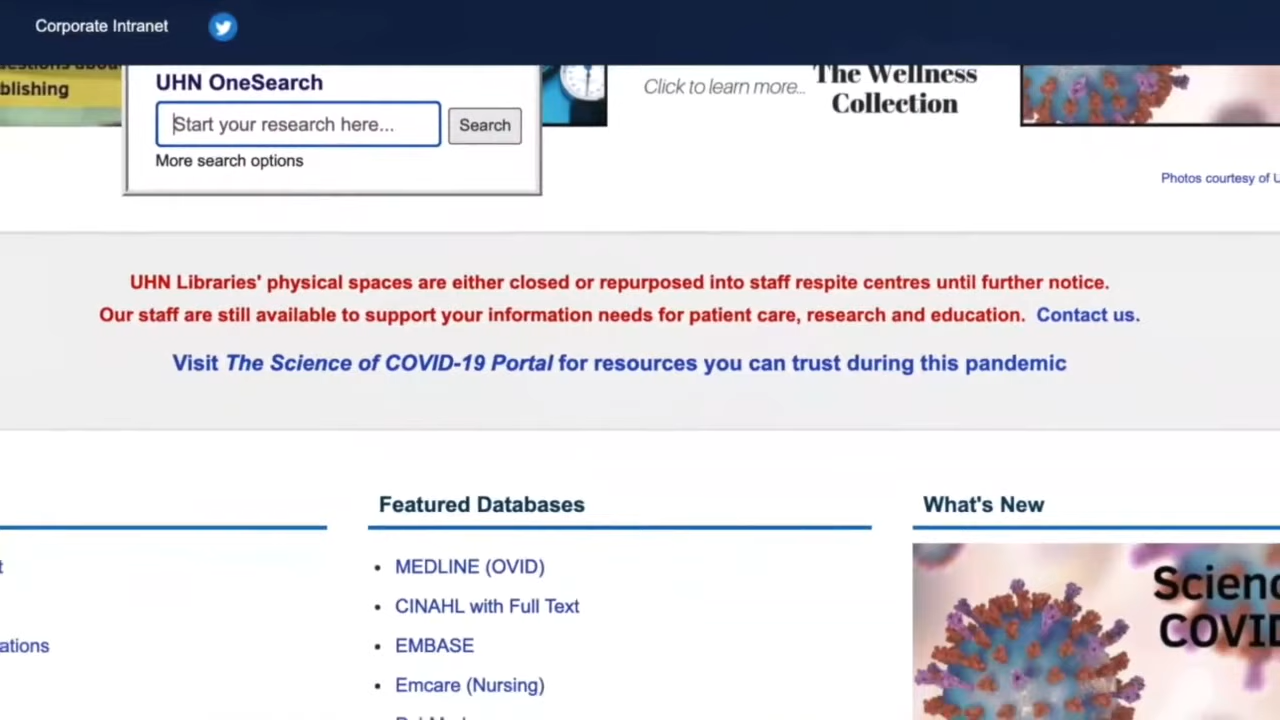 Corporate Intranet
blishing
UHN OneSearch
Start your research here...
Search
More search options
Click to learn more...
The Wellness
Collection
Photos courtesy of U
UHN Libraries' physical spaces are either closed or repurposed into staff respite centres until further notice.
Our staff are still available to support your information needs for patient care, research and education. Contact us.
Visit The Science of COVID-19 Portal for resources you can trust during this pandemic
ations
Featured Databases
MEDLINE (OVID)
CINAHL with Full Text
EMBASE
Emcare (Nursing)
What's New
Scienc
COVID